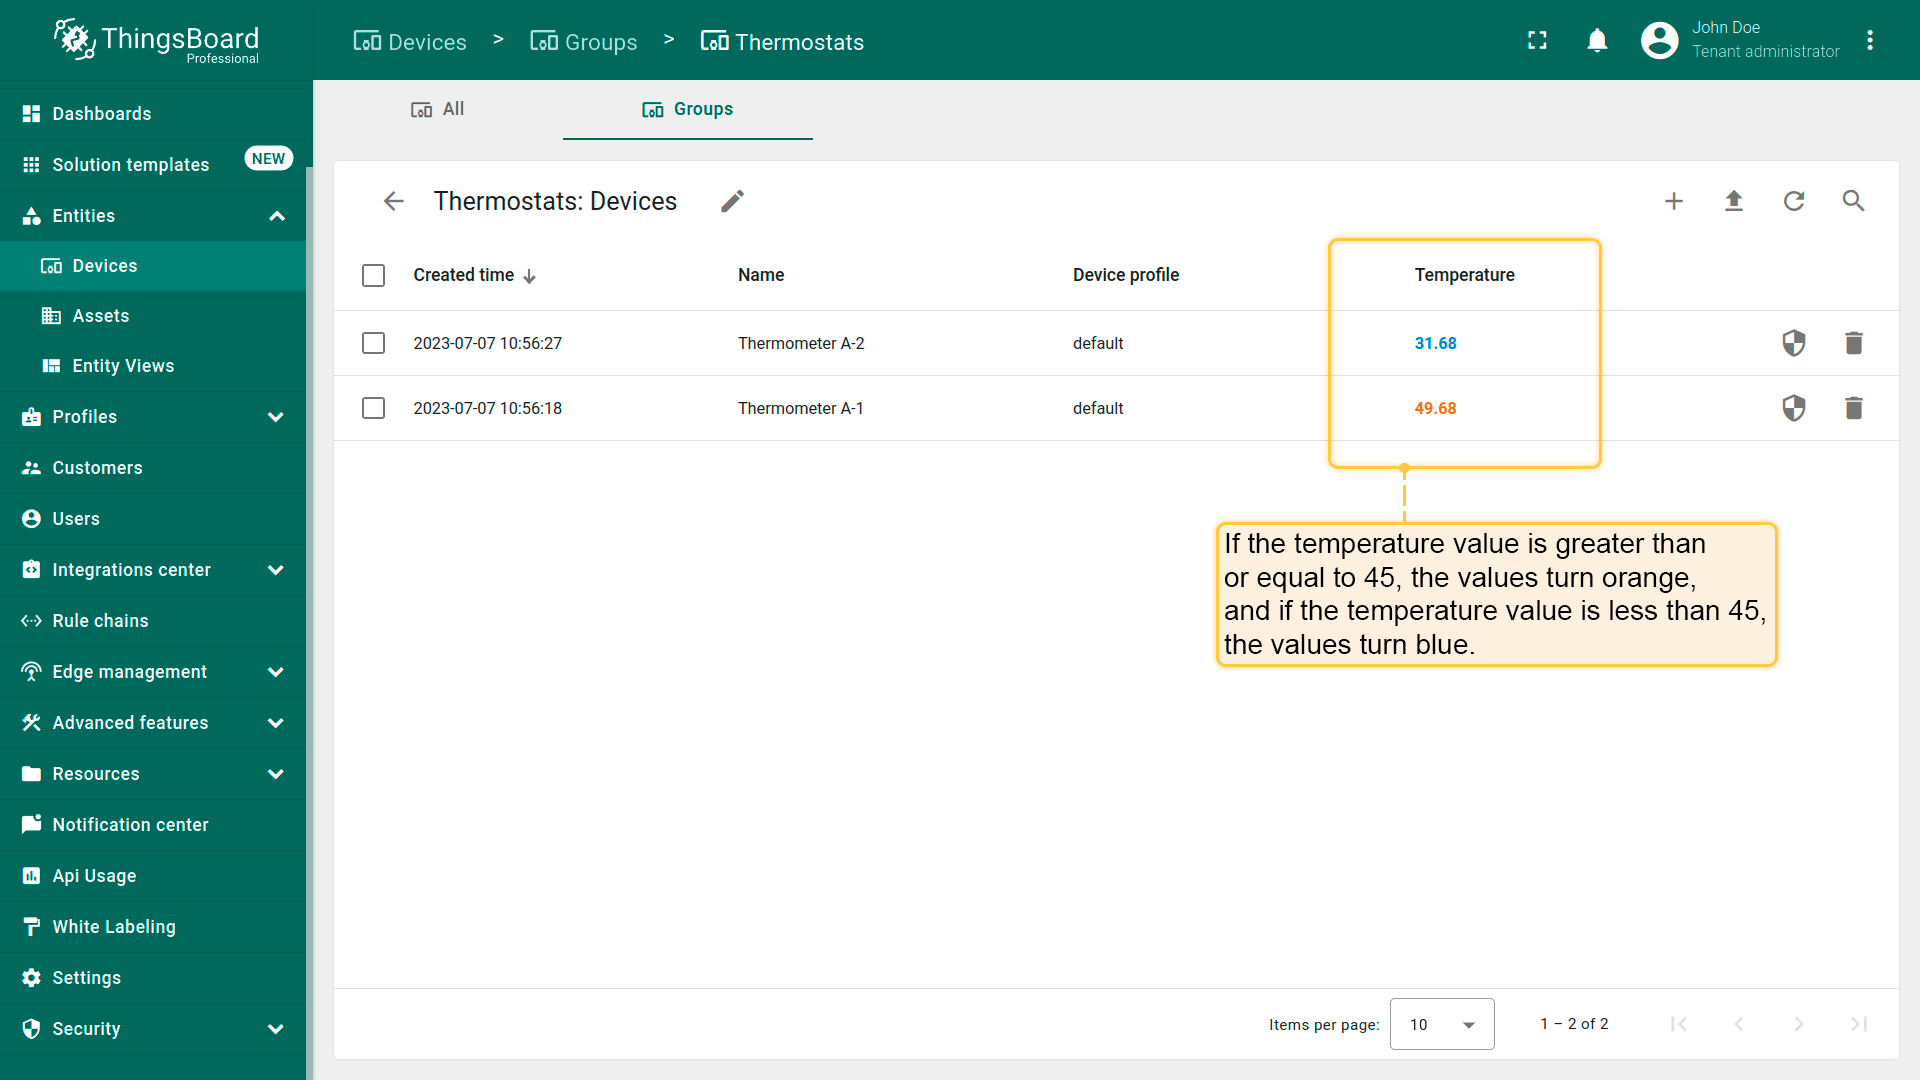 ThingsBoard
Professional
Devices > Groups > Thermostats
John Doe
Tenant administrator
Dashboards
Solution templates NEW
Entities
Devices
Assets
Entity Views
Profiles
Customers
Users
Integrations center
Rule chains
Edge management
Advanced features
Resources
Notification center
Api Usage
White Labeling
Settings
Security
All Groups
Thermostats: Devices
Created time Name Device profile Temperature
2023-07-07 10:56:27 Thermometer A-2 default 31.68
2023-07-07 10:56:18 Thermometer A-1 default 49.68
If the temperature value is greater than
or equal to 45, the values turn orange,
and if the temperature value is less than 45,
the values turn blue.
Items per page: 10 1 – 2 of 2